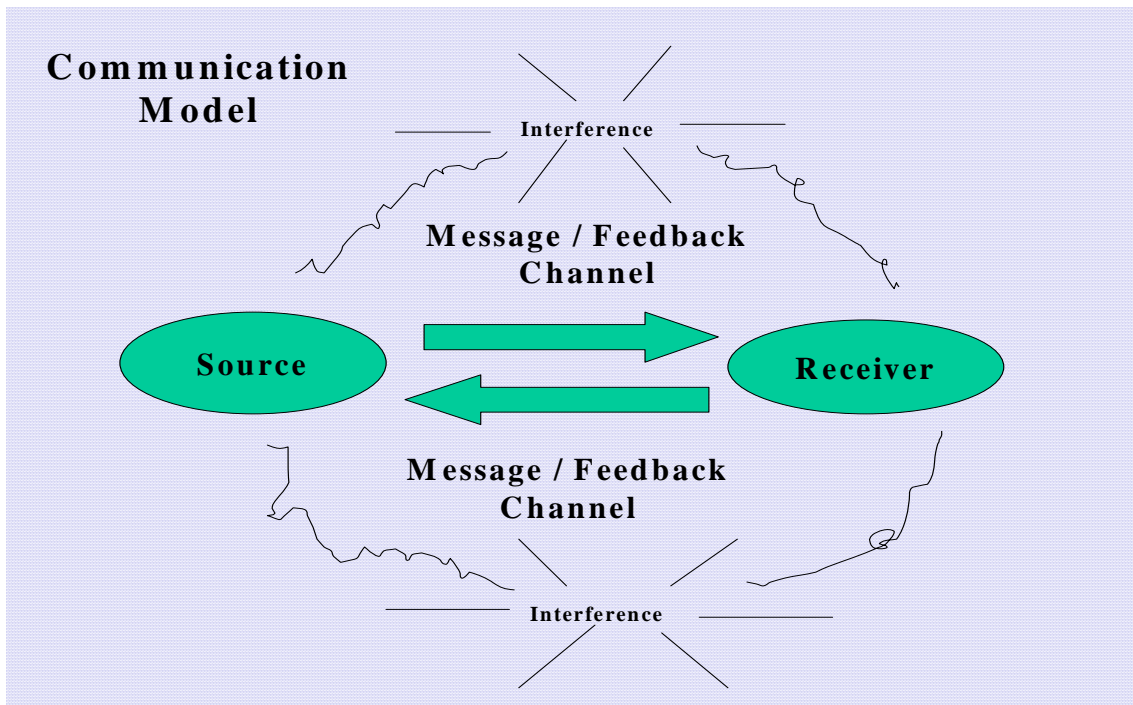 Communication
Model
Interference
Message / Feedback
Channel
Source
Receiver
Message / Feedback
Channel
Interference